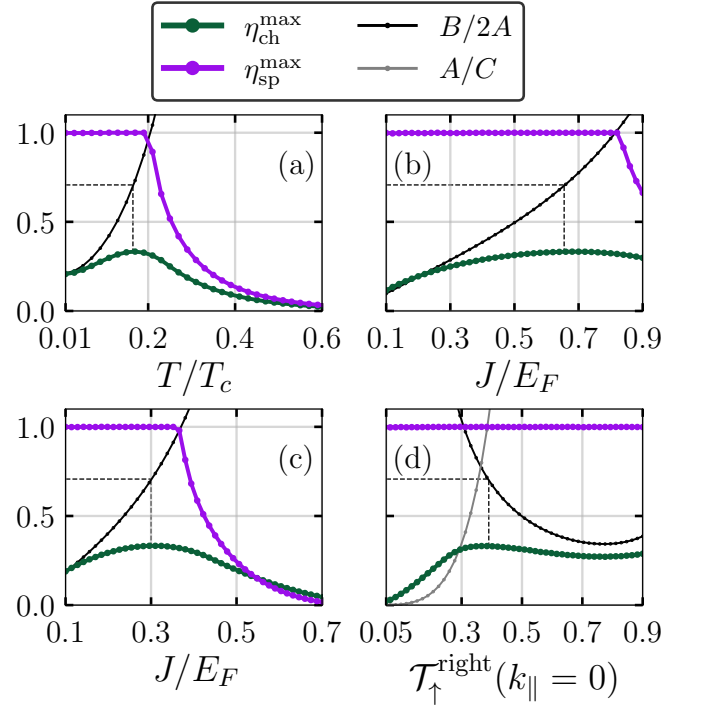 η_ch^max B/2A
η_sp^max A/C
1.0
0.5
0.0
(a)
0.01 0.2 0.4 0.6
T/T_c
(b)
0.1 0.3 0.5 0.7 0.9
J/E_F
1.0
0.5
0.0
(c)
0.1 0.3 0.5 0.7
J/E_F
(d)
0.05 0.3 0.6 0.9
𝒯_↑^right(k_∥ = 0)